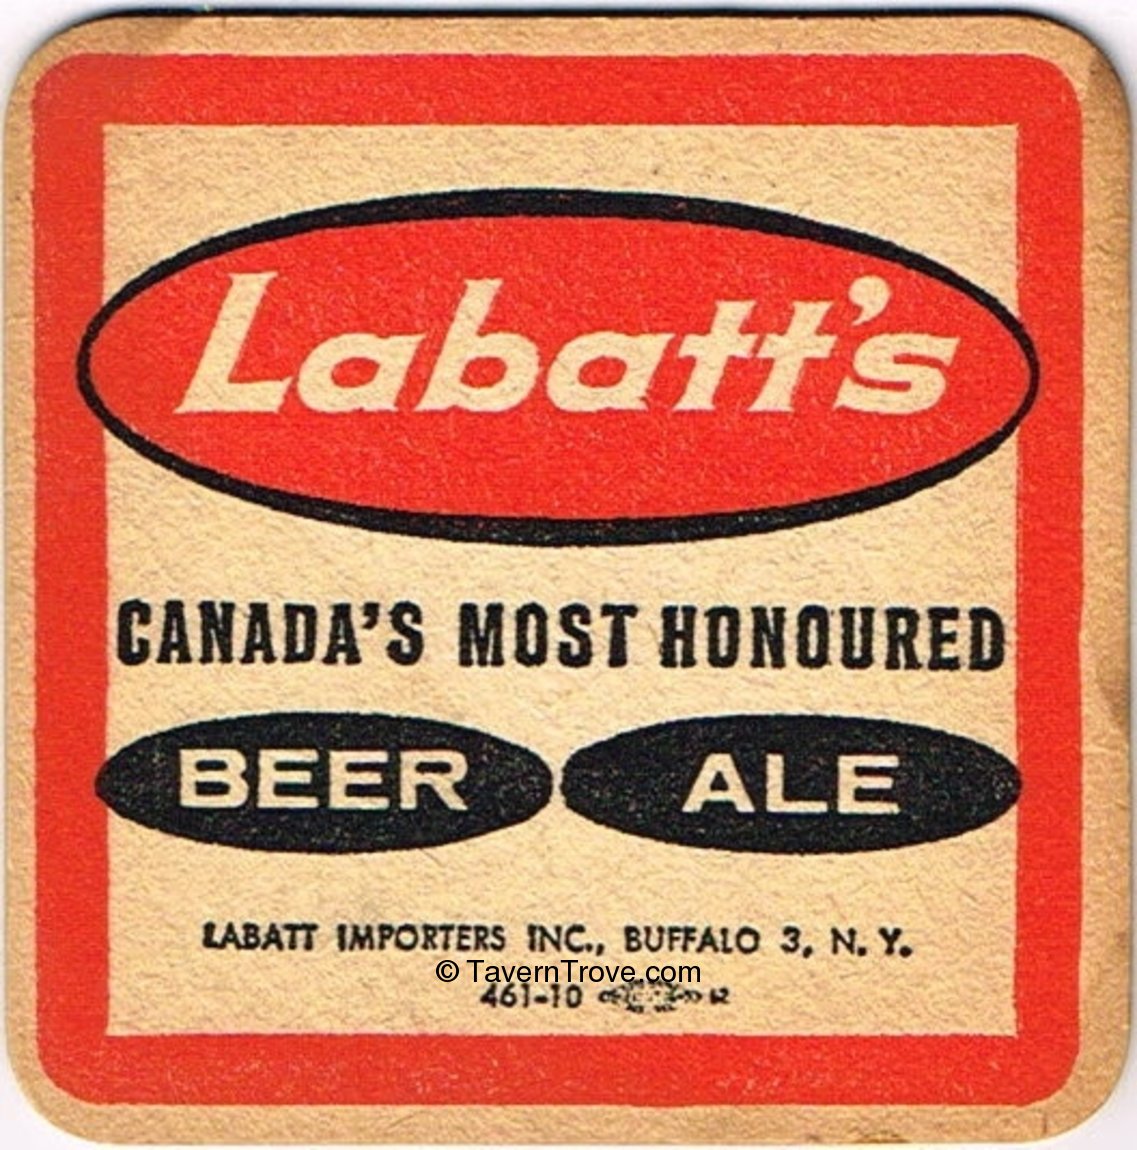 Labatt's
CANADA'S MOST HONOURED
BEER ALE
LABATT IMPORTERS INC., BUFFALO 3, N. Y.
© TavernTrove.com
461-10